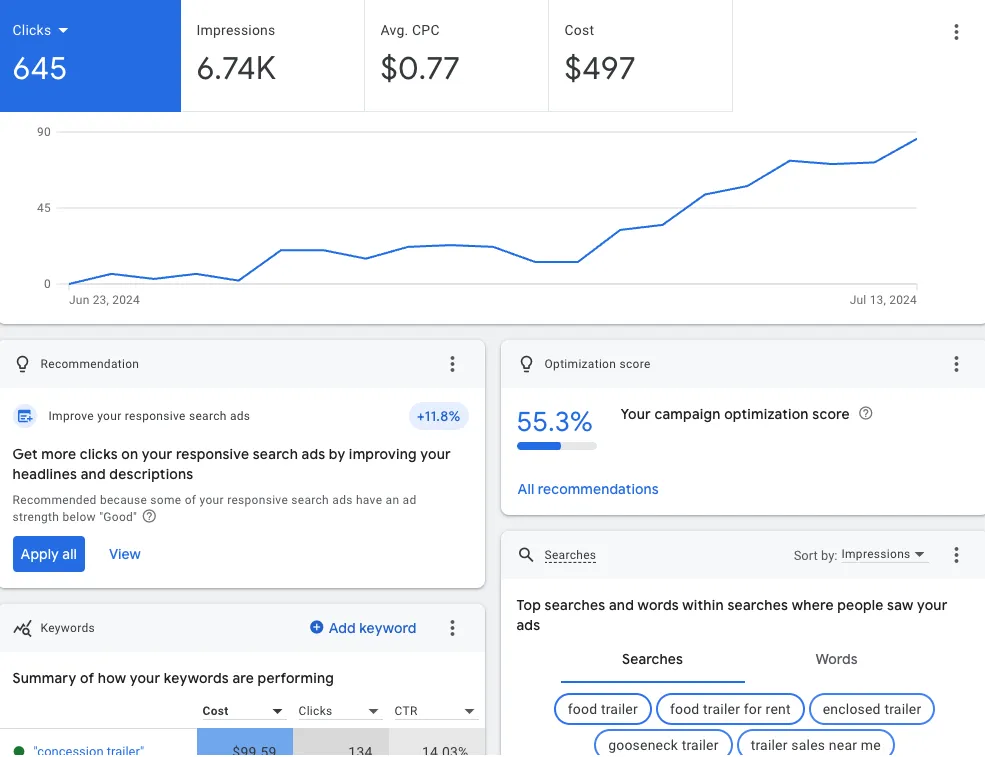 Clicks
Impressions
Avg. CPC
Cost
645
6.74K
$0.77
$497
90
45
0
Jun 23, 2024
Jul 13, 2024
Recommendation
Improve your responsive search ads
+11.8%
Get more clicks on your responsive search ads by improving your
headlines and descriptions
Recommended because some of your responsive search ads have an ad
strength below "Good"
Apply all
View
Optimization score
55.3%
Your campaign optimization score
All recommendations
Keywords
Add keyword
Summary of how your keywords are performing
Cost
Clicks
CTR
"concession trailer"
$99.59
134
14.03%
Searches
Sort by: Impressions
Top searches and words within searches where people saw your
ads
Searches
Words
food trailer
food trailer for rent
enclosed trailer
gooseneck trailer
trailer sales near me